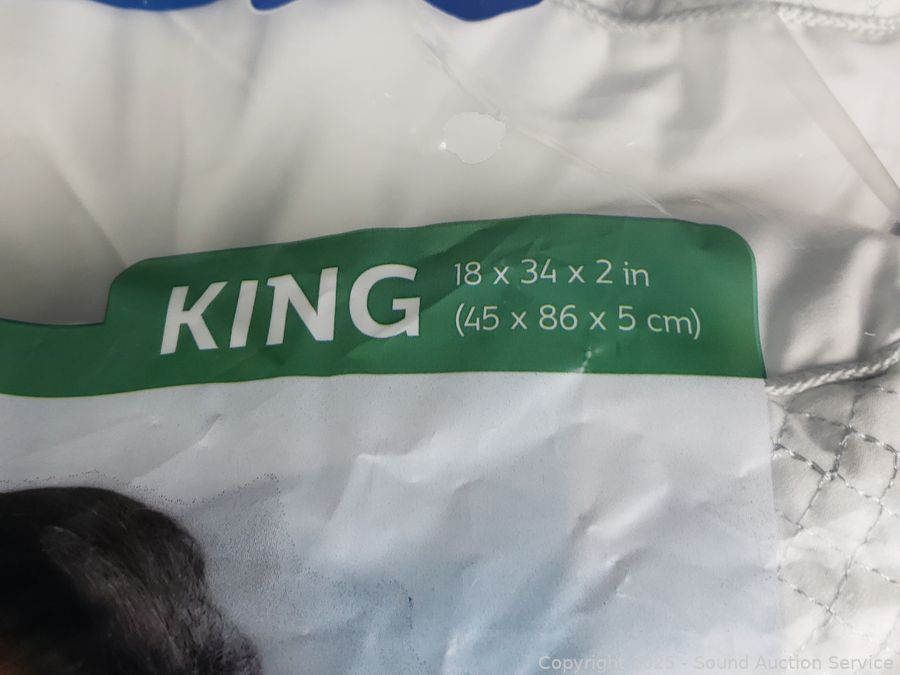 KING
18 x 34 x 2 in
(45 x 86 x 5 cm)
Copyright 2025 - Sound Auction Service